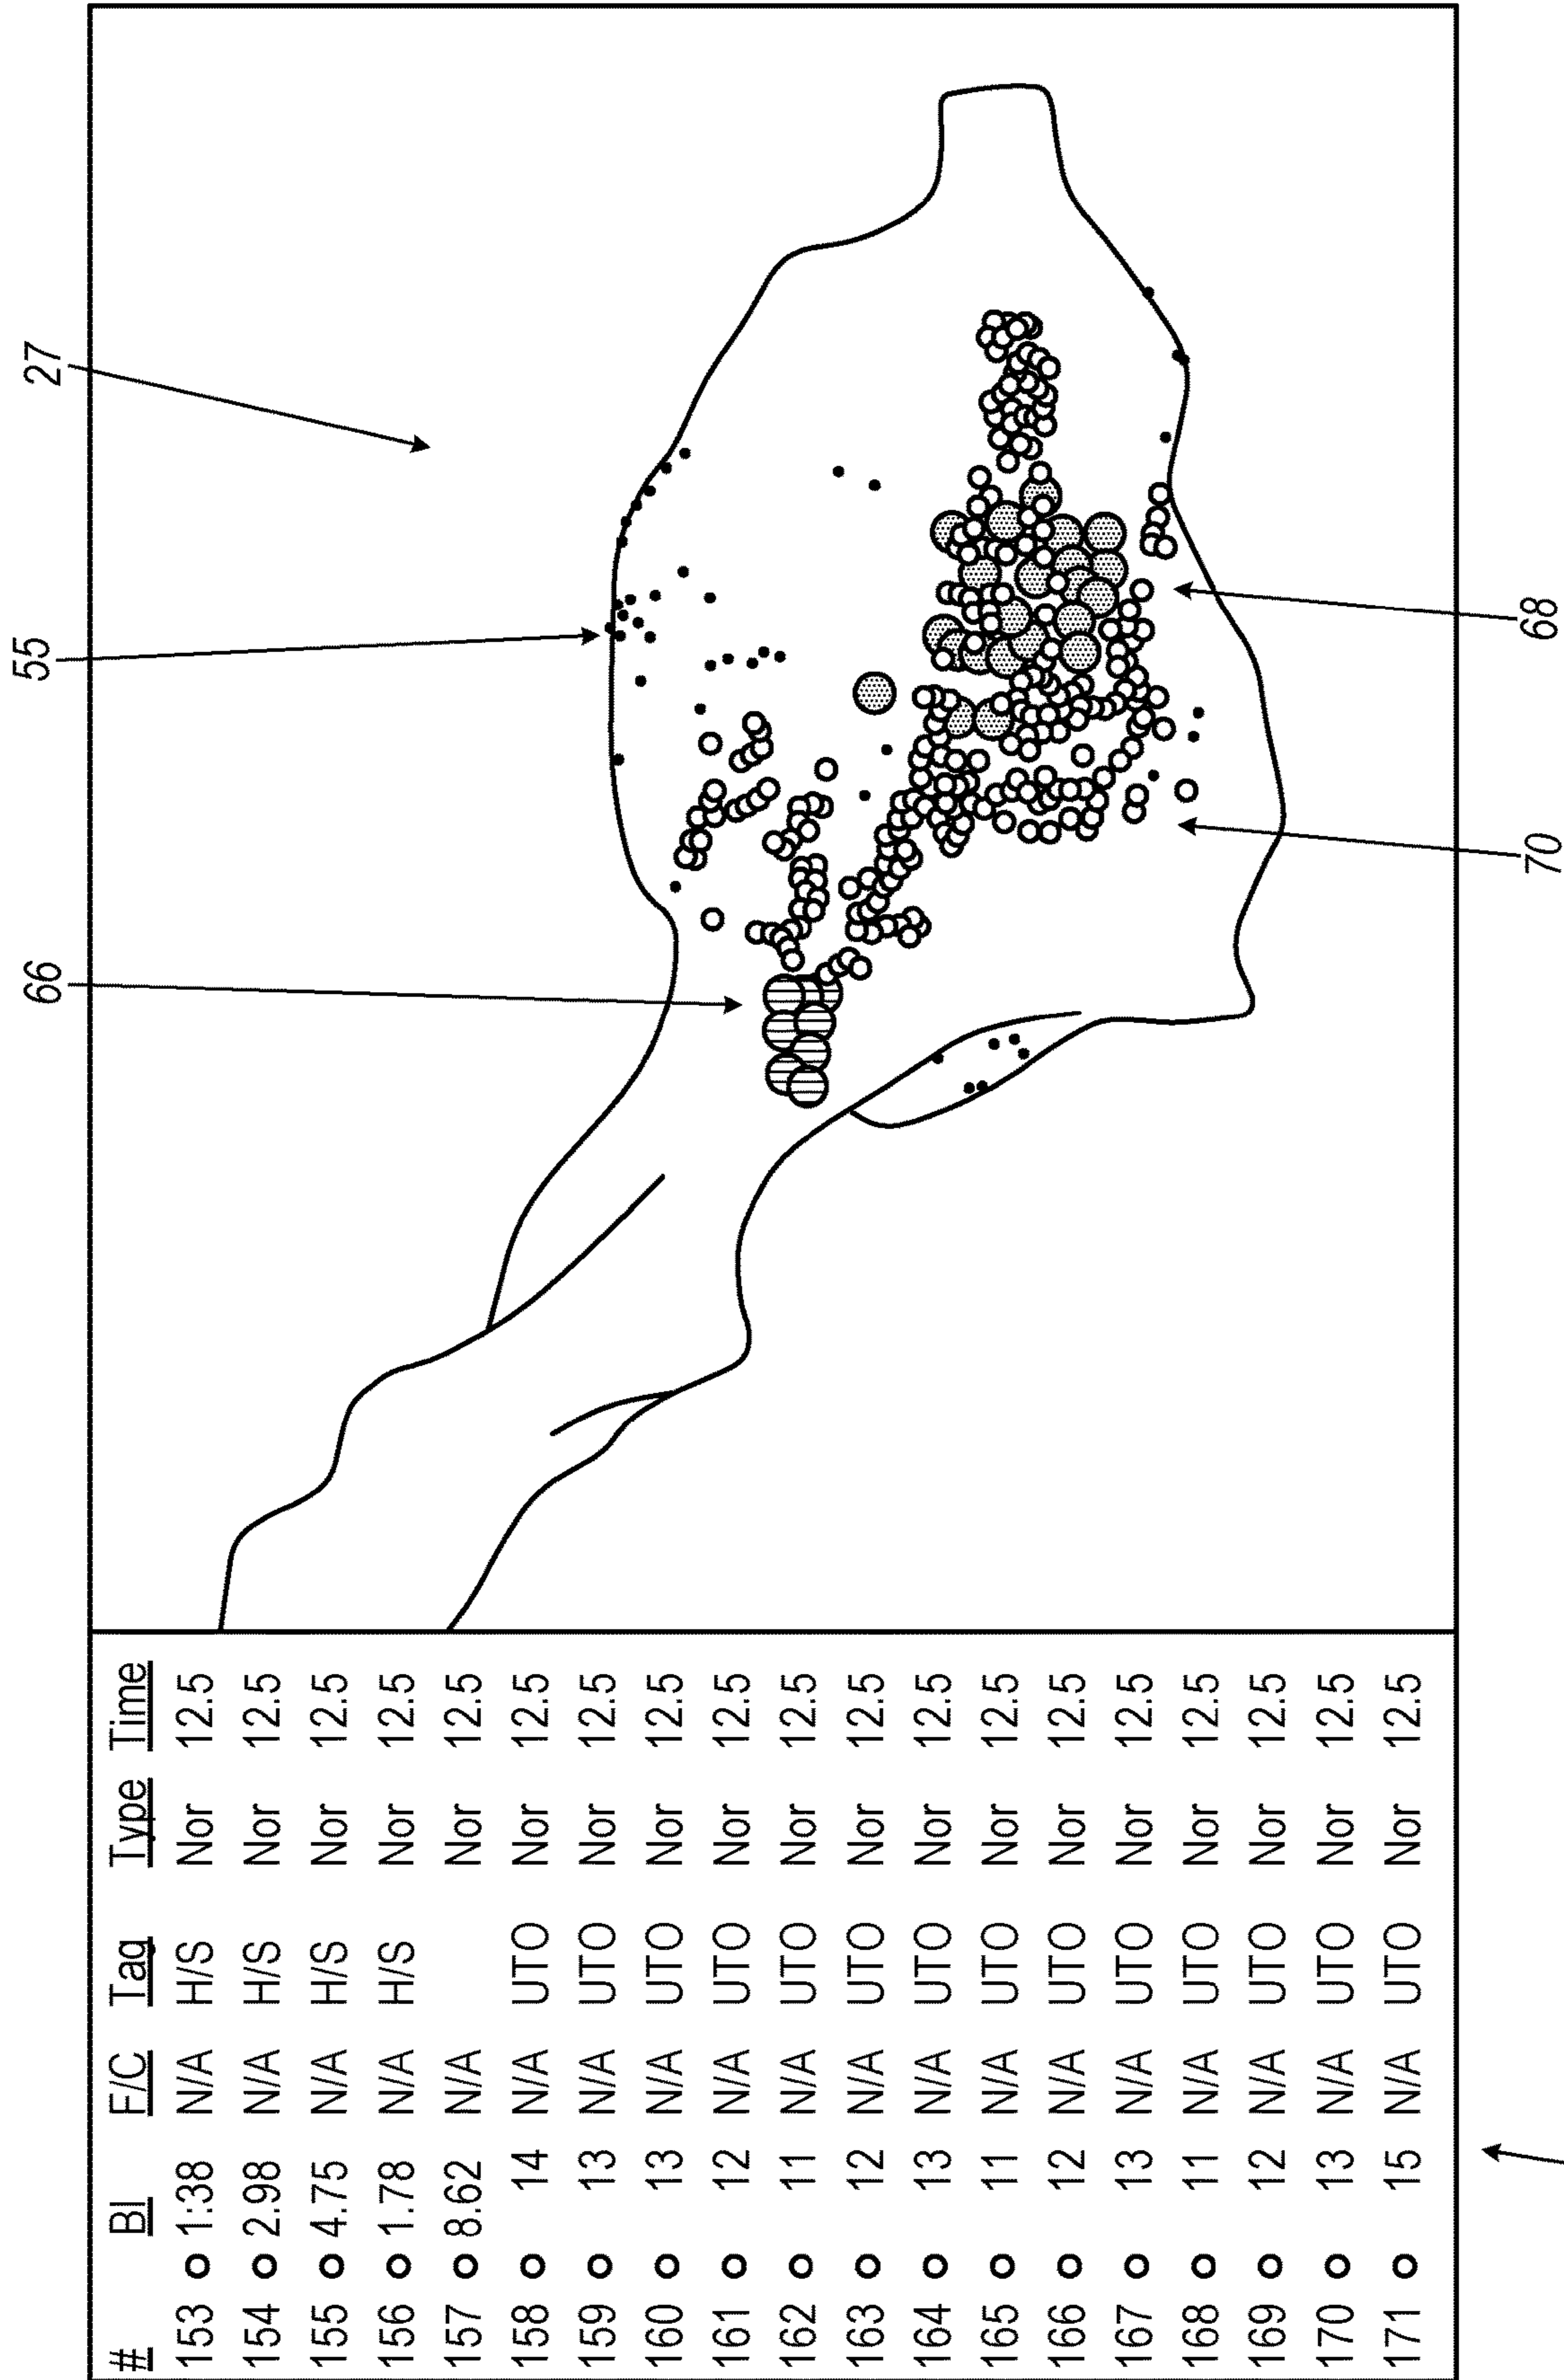 # BI F/C Tag Type Time
153 1:38 N/A H/S Nor 12.5
154 2.98 N/A H/S Nor 12.5
155 4.75 N/A H/S Nor 12.5
156 1.78 N/A H/S Nor 12.5
157 8.62 N/A Nor 12.5
158 14 N/A UTO Nor 12.5
159 13 N/A UTO Nor 12.5
160 13 N/A UTO Nor 12.5
161 12 N/A UTO Nor 12.5
162 11 N/A UTO Nor 12.5
163 12 N/A UTO Nor 12.5
164 13 N/A UTO Nor 12.5
165 11 N/A UTO Nor 12.5
166 12 N/A UTO Nor 12.5
167 13 N/A UTO Nor 12.5
168 11 N/A UTO Nor 12.5
169 12 N/A UTO Nor 12.5
170 13 N/A UTO Nor 12.5
171 15 N/A UTO Nor 12.5
66
55
27
70
68